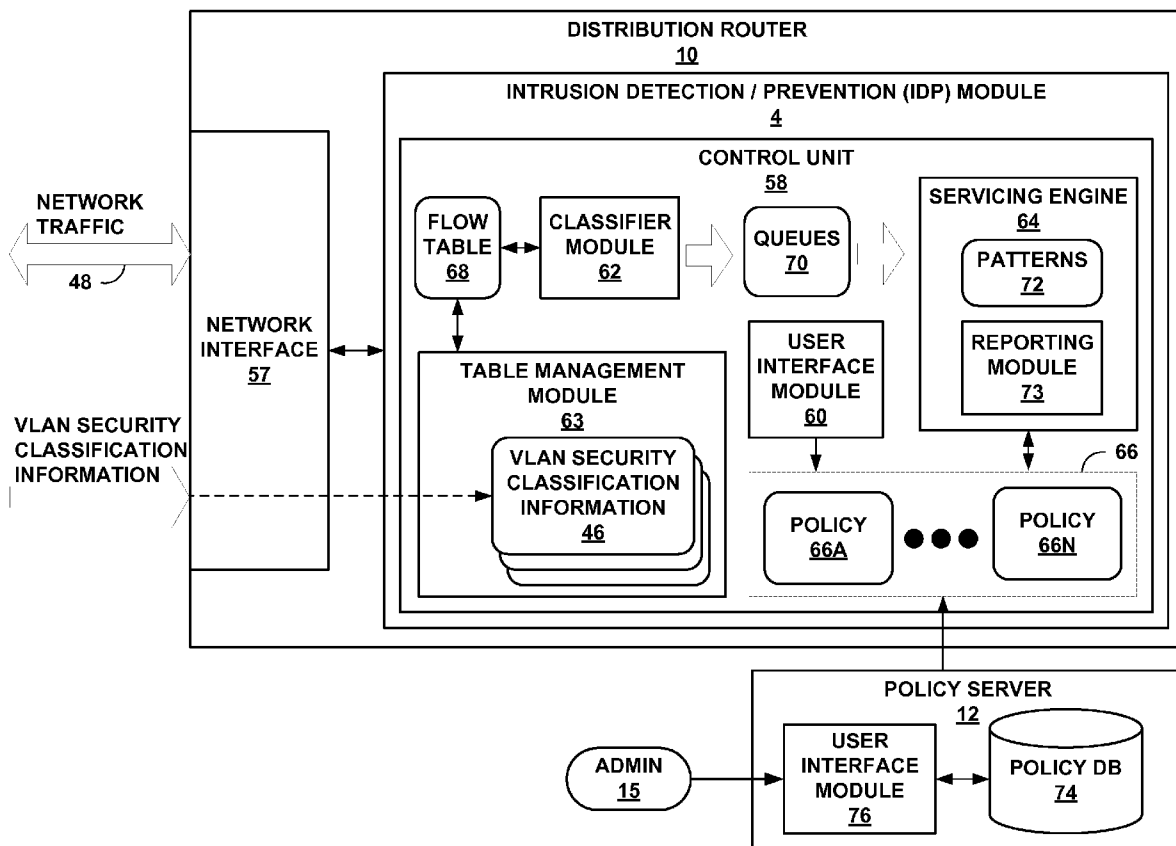 DISTRIBUTION ROUTER
10
INTRUSION DETECTION / PREVENTION (IDP) MODULE
4
CONTROL UNIT
58
NETWORK
TRAFFIC
48
FLOW
TABLE
68
CLASSIFIER
MODULE
62
QUEUES
70
SERVICING ENGINE
64
PATTERNS
72
REPORTING
MODULE
73
NETWORK
INTERFACE
57
TABLE MANAGEMENT
MODULE
63
USER
INTERFACE
MODULE
60
VLAN SECURITY
CLASSIFICATION
INFORMATION
VLAN SECURITY
CLASSIFICATION
INFORMATION
46
66
POLICY
66A
POLICY
66N
POLICY SERVER
12
ADMIN
15
USER
INTERFACE
MODULE
76
POLICY DB
74